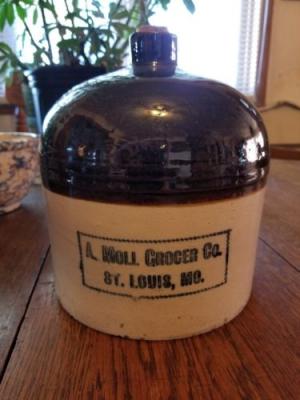 A. Moll Grocer Co.
St. Louis, Mo.